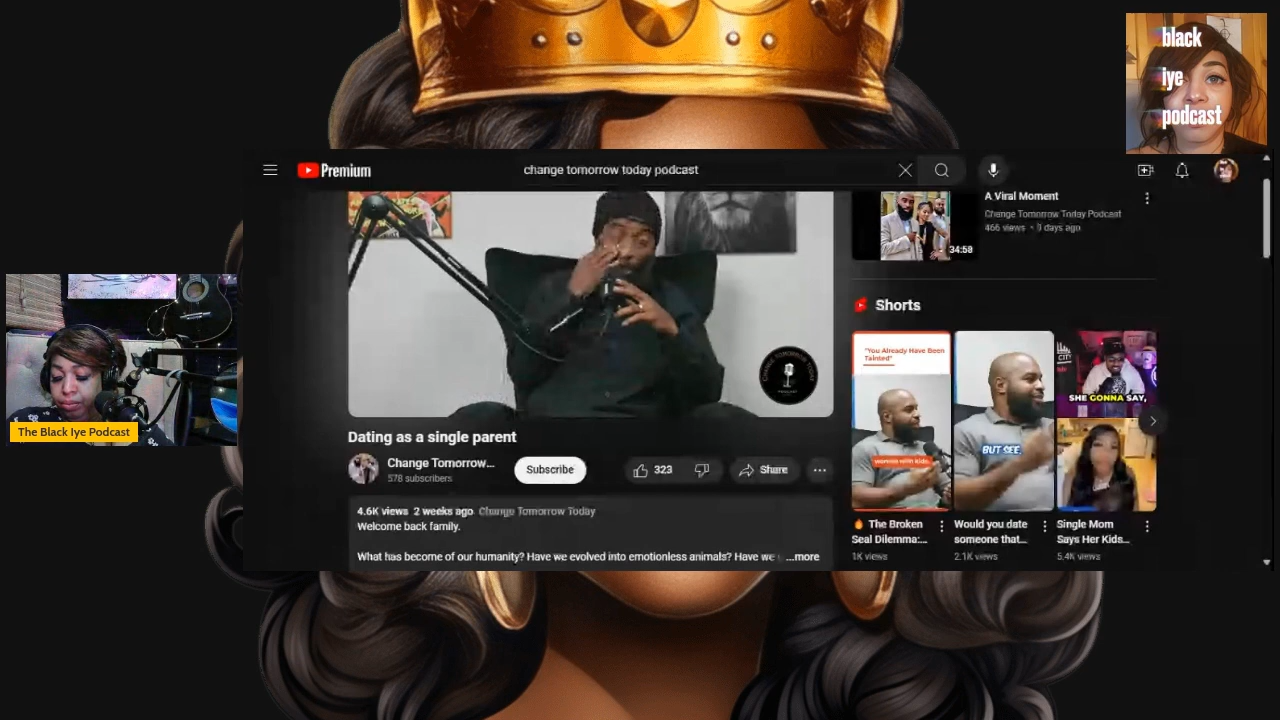 black
iye
podcast
Premium
change tomorrow today podcast
A Viral Moment
Change Tomorrow Today Podcast
466 views • 9 days ago
34:58
Shorts
"You Already Have Been
Tainted"
women with kids.
BUT SEE
SHE GONNA SAY,
The Black Iye Podcast
Dating as a single parent
Change Tomorrow...
578 subscribers
Subscribe
323
Share
4.6K views 2 weeks ago Change Tomorrow Today
Welcome back family.
What has become of our humanity? Have we evolved into emotionless animals? Have we ...more
🔥 The Broken
Seal Dilemma:...
1K views
Would you date
someone that...
2.1K views
Single Mom
Says Her Kids...
5.4K views